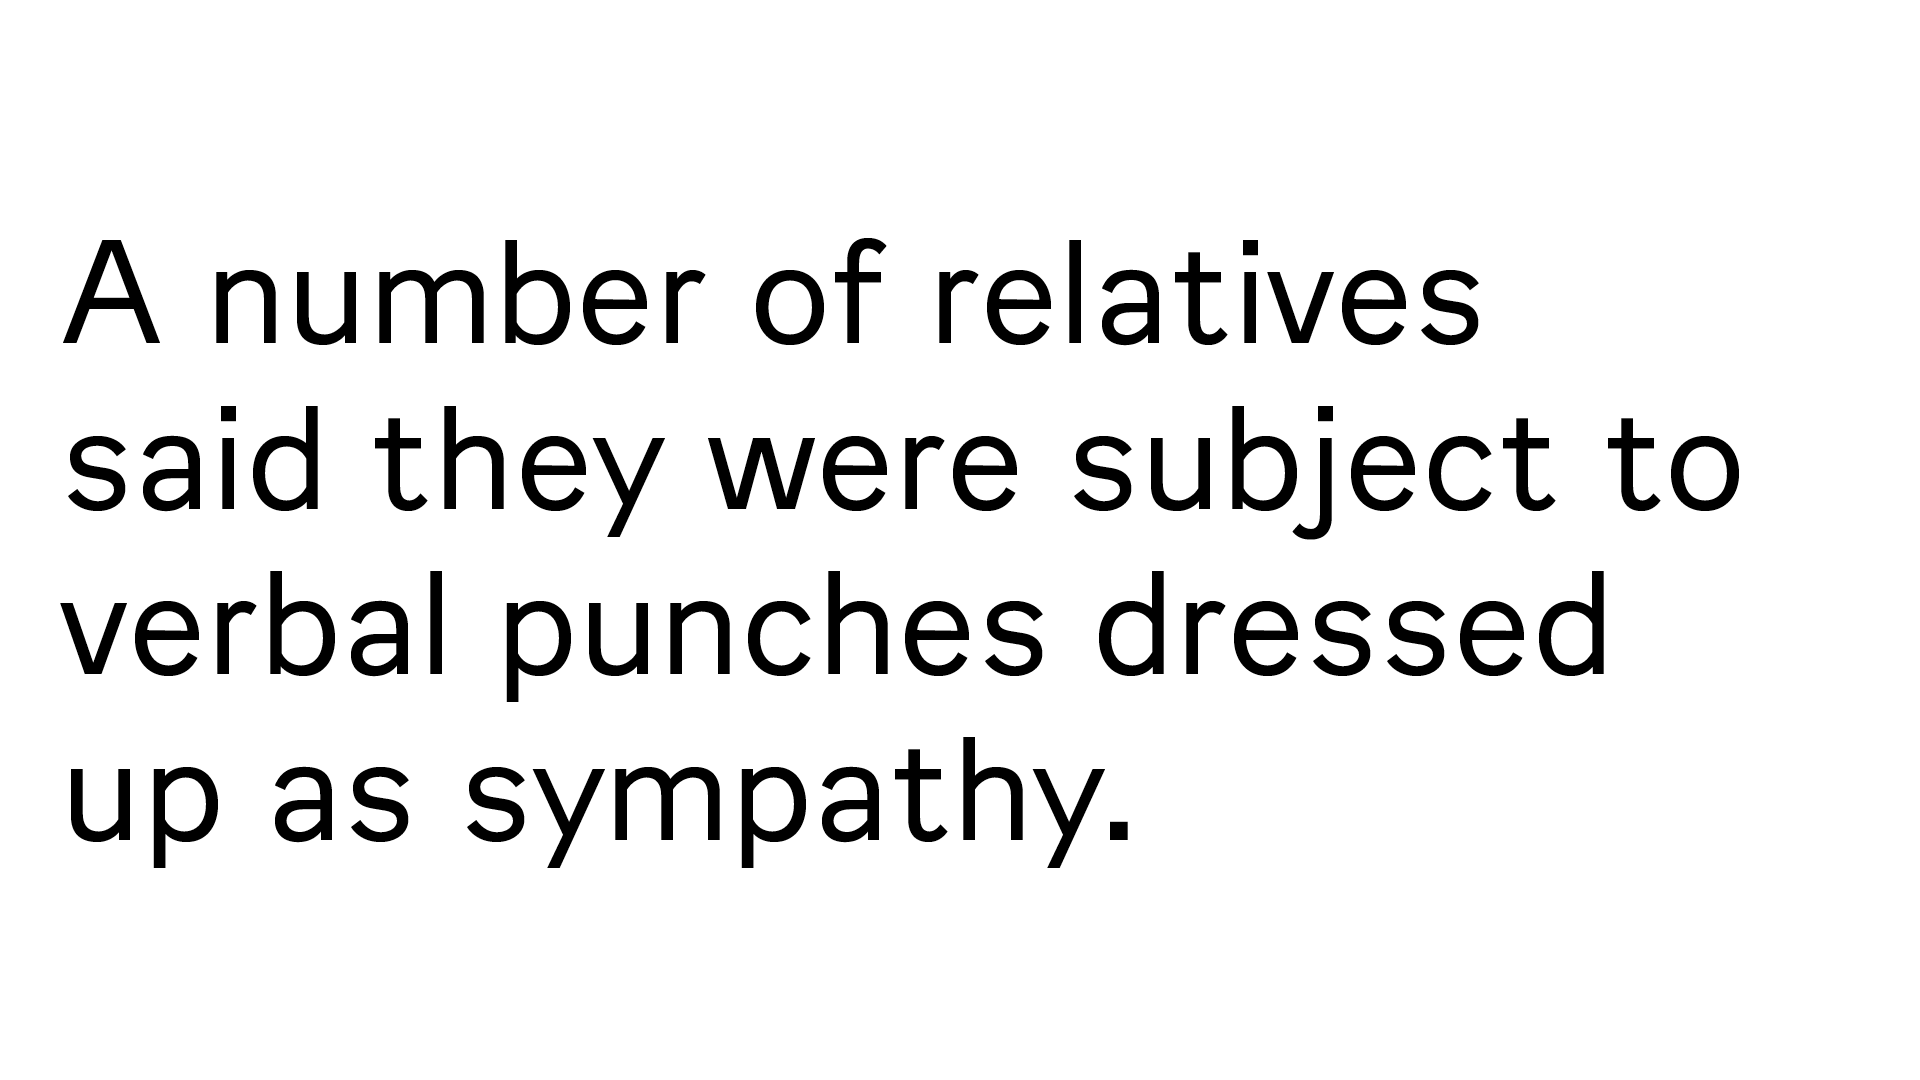 A number of relatives
said they were subject to
verbal punches dressed
up as sympathy.